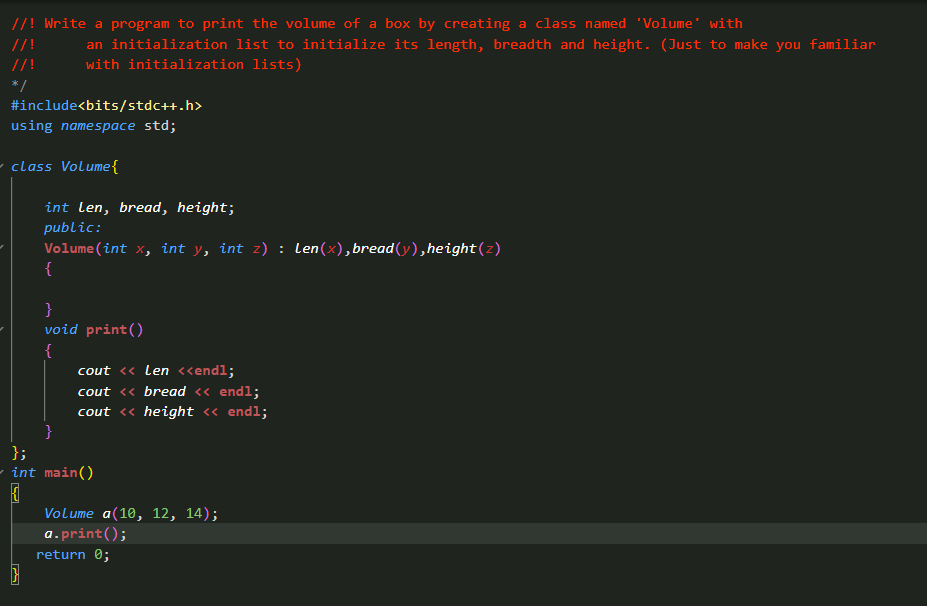 //! Write a program to print the volume of a box by creating a class named 'Volume' with
//!      an initialization list to initialize its length, breadth and height. (Just to make you familiar
//!      with initialization lists)
*/
#include<bits/stdc++.h>
using namespace std;
class Volume{
    int len, bread, height;
    public:
    Volume(int x, int y, int z) : len(x),bread(y),height(z)
    {
    }
    void print()
    {
        cout << len <<endl;
        cout << bread << endl;
        cout << height << endl;
    }
};
int main()
{
    Volume a(10, 12, 14);
    a.print();
   return 0;
}